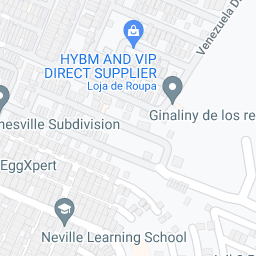 HYBM AND VIP
DIRECT SUPPLIER
Loja de Roupa
Venezuela D
Ginaliny de los re
nesville Subdivision
EggXpert
Neville Learning School